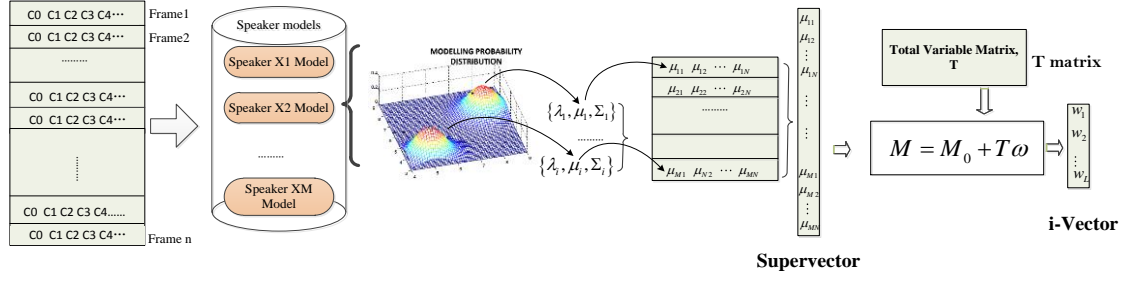 C0 C1 C2 C3 C4··· Frame1
C0 C1 C2 C3 C4··· Frame2
.........
C0 C1 C2 C3 C4···
C0 C1 C2 C3 C4···
⋮
C0 C1 C2 C3 C4......
C0 C1 C2 C3 C4··· Frame n
Speaker models
Speaker X1 Model
Speaker X2 Model
.........
Speaker XM
Model
MODELLING PROBABILITY
DISTRIBUTION
{λ₁, μ₁, Σ₁}
.........
{λᵢ, μᵢ, Σᵢ}
μ₁₁ μ₁₂ ⋯ μ₁N
μ₂₁ μ₂₂ ⋯ μ₂N
.........
μM1 μN2 ⋯ μMN
μ₁₁
μ₁₂
⋮
μ₁N
⋮
⋮
μM1
μM2
⋮
μMN
Supervector
Total Variable Matrix,
T
T matrix
M = M₀ + Tω
w₁
w₂
⋮
wL
i-Vector